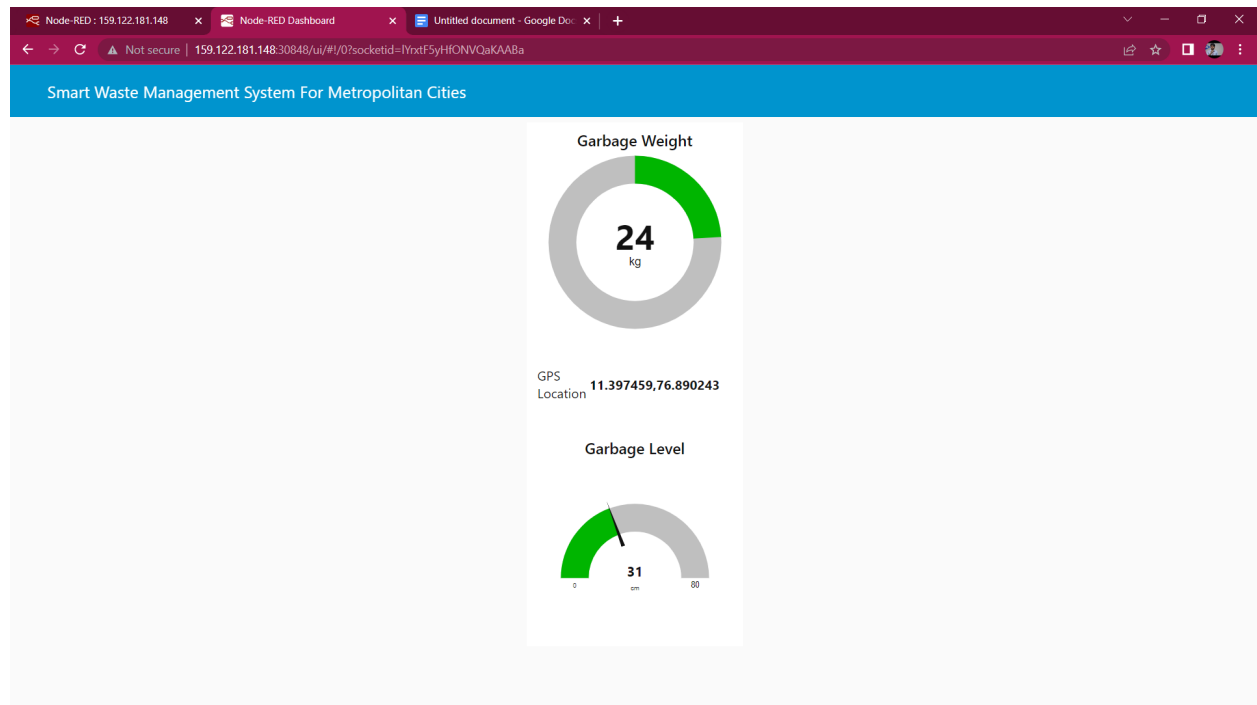 Node-RED : 159.122.181.148
Node-RED Dashboard
Untitled document - Google Doc
Not secure | 159.122.181.148:30848/ui/#!/0?socketid=lYrxtF5yHfONVQaKAABa
Smart Waste Management System For Metropolitan Cities
Garbage Weight
24
kg
GPS
Location 11.397459,76.890243
Garbage Level
31
0 cm 80